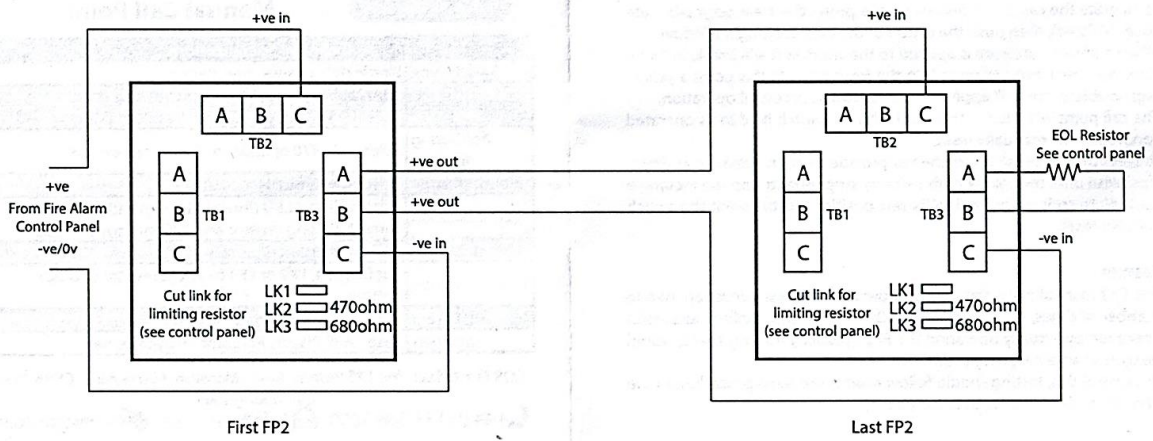 +ve in
A B C
TB2
A
B
C
TB1
A
B
C
TB3
+ve out
+ve out
-ve in
+ve
From Fire Alarm
Control Panel
-ve/0v
Cut link for
limiting resistor
(see control panel)
LK1
LK2 470ohm
LK3 680ohm
First FP2
+ve in
A B C
TB2
A
B
C
TB1
A
B
C
TB3
EOL Resistor
See control panel
-ve in
Cut link for
limiting resistor
(see control panel)
LK1
LK2 470ohm
LK3 680ohm
Last FP2